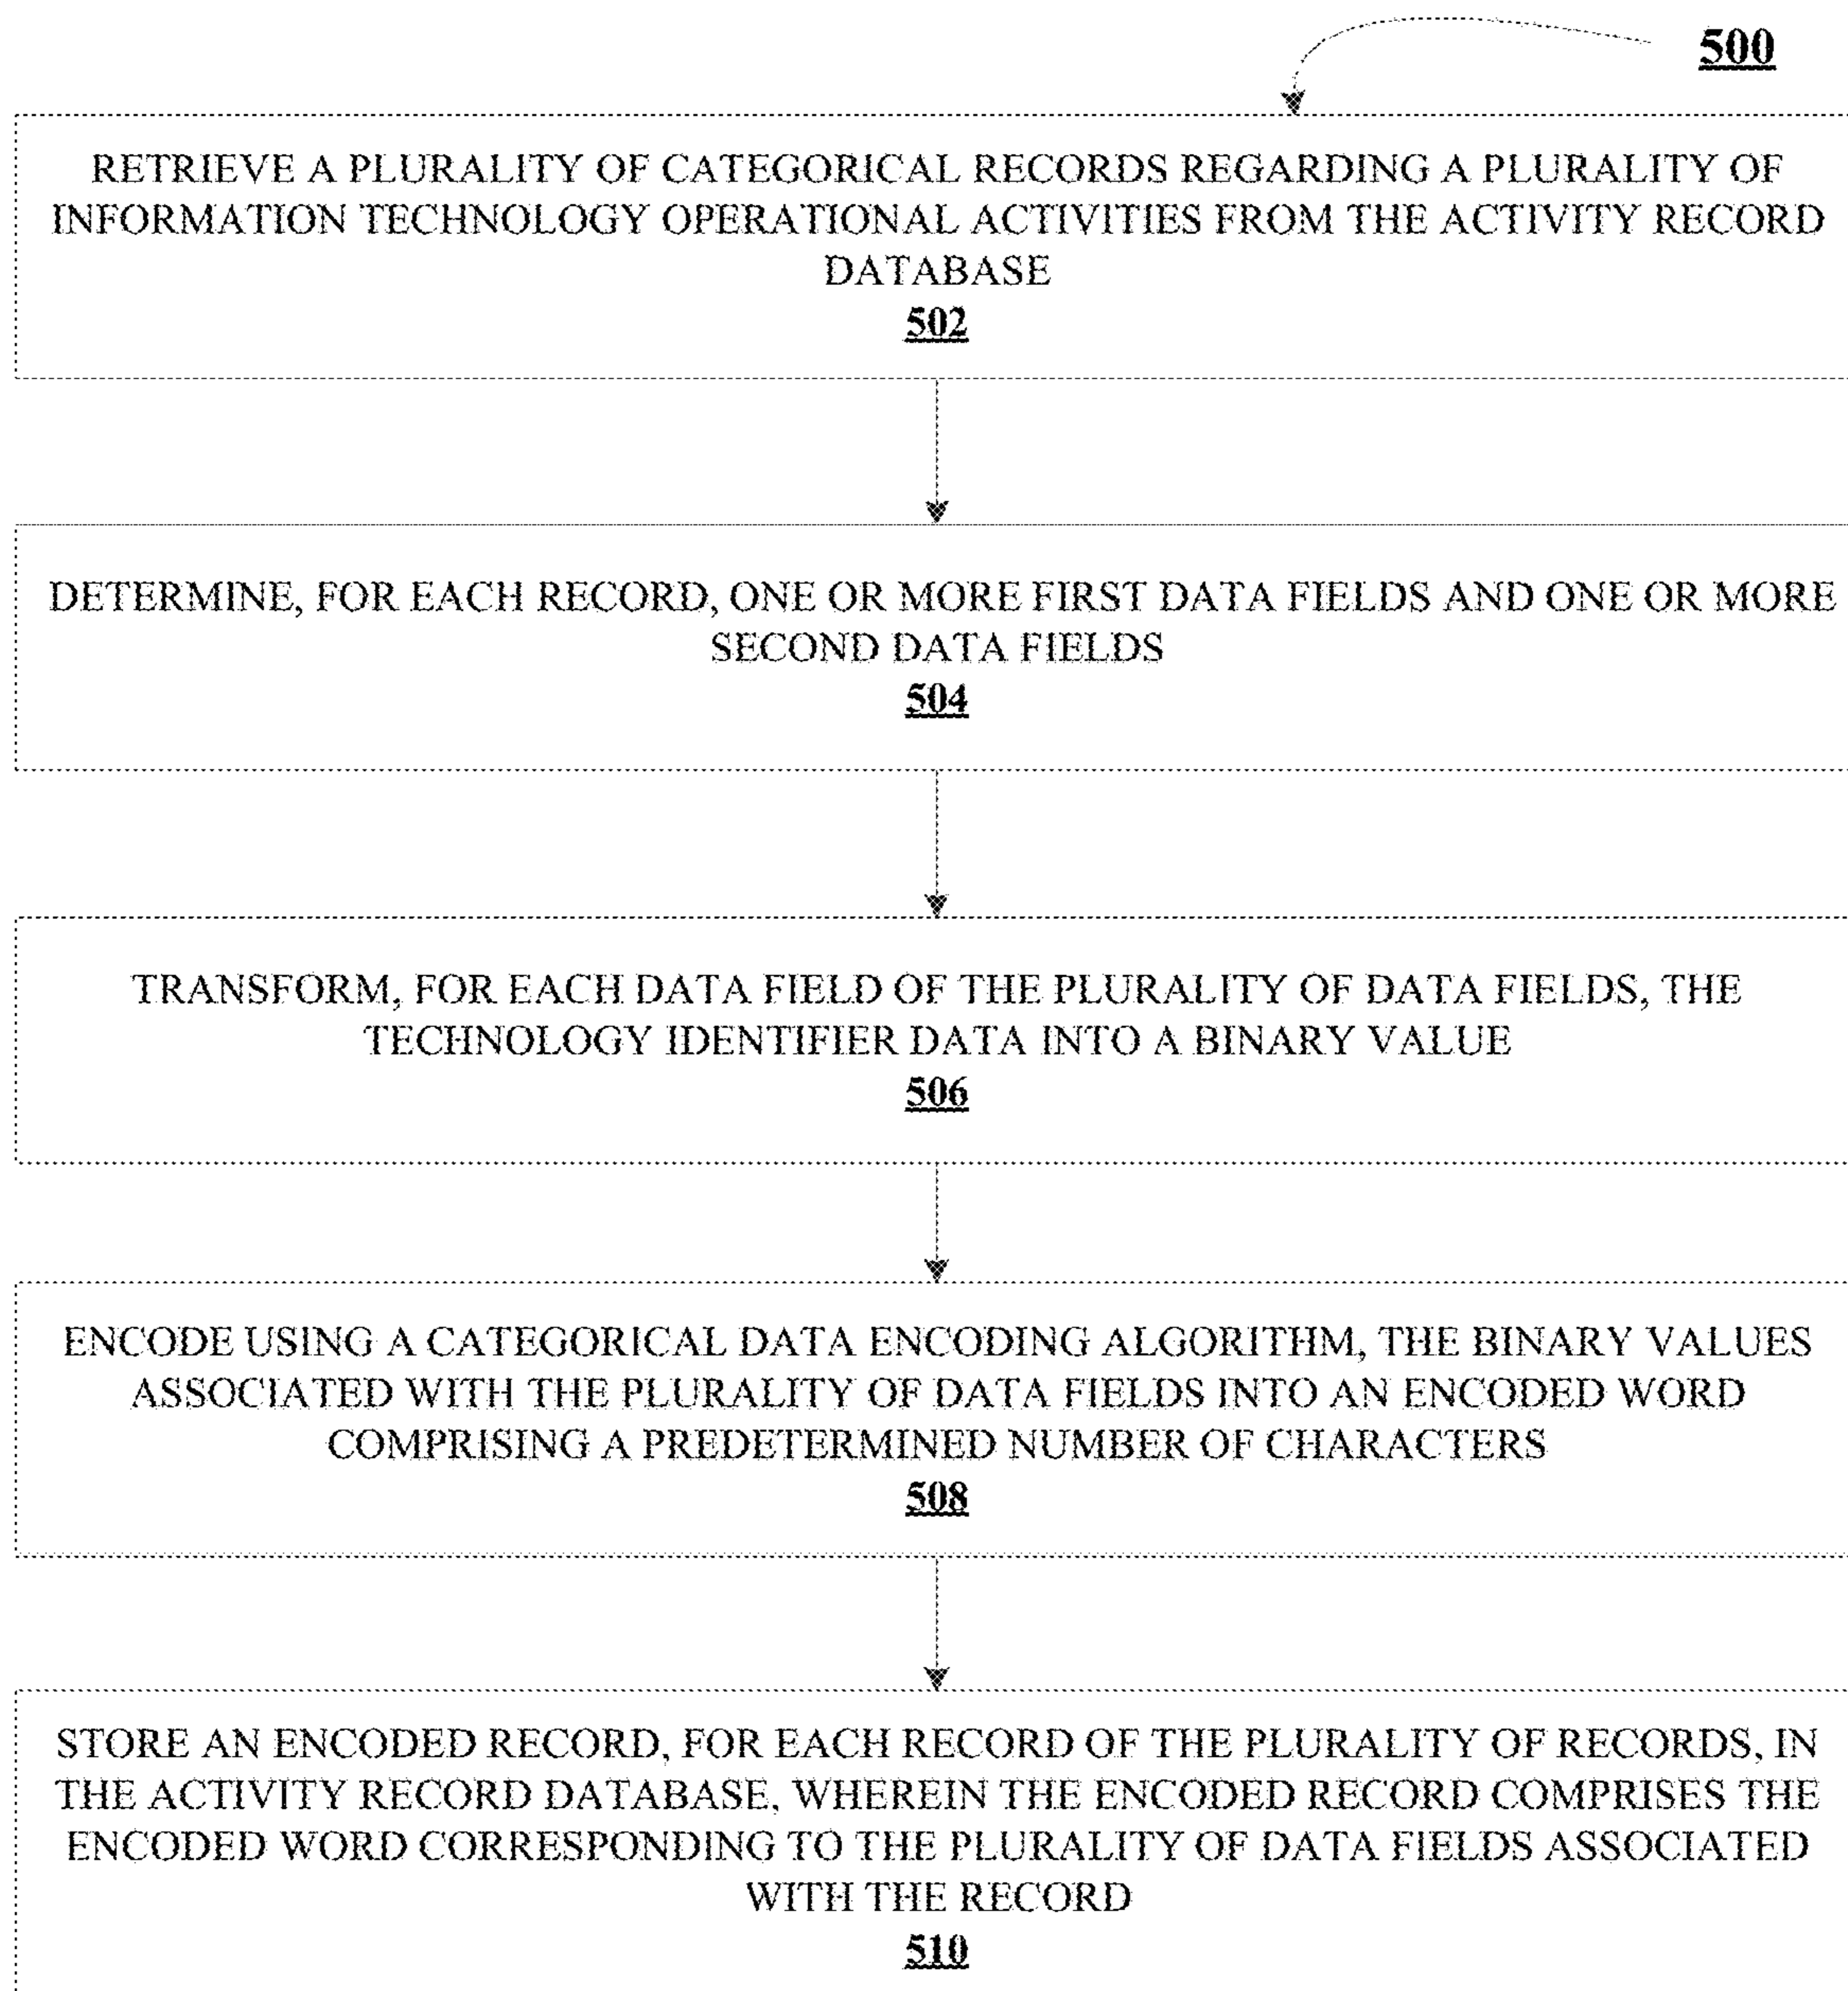 500
RETRIEVE A PLURALITY OF CATEGORICAL RECORDS REGARDING A PLURALITY OF
INFORMATION TECHNOLOGY OPERATIONAL ACTIVITIES FROM THE ACTIVITY RECORD
DATABASE
502
DETERMINE, FOR EACH RECORD, ONE OR MORE FIRST DATA FIELDS AND ONE OR MORE
SECOND DATA FIELDS
504
TRANSFORM, FOR EACH DATA FIELD OF THE PLURALITY OF DATA FIELDS, THE
TECHNOLOGY IDENTIFIER DATA INTO A BINARY VALUE
506
ENCODE USING A CATEGORICAL DATA ENCODING ALGORITHM, THE BINARY VALUES
ASSOCIATED WITH THE PLURALITY OF DATA FIELDS INTO AN ENCODED WORD
COMPRISING A PREDETERMINED NUMBER OF CHARACTERS
508
STORE AN ENCODED RECORD, FOR EACH RECORD OF THE PLURALITY OF RECORDS, IN
THE ACTIVITY RECORD DATABASE, WHEREIN THE ENCODED RECORD COMPRISES THE
ENCODED WORD CORRESPONDING TO THE PLURALITY OF DATA FIELDS ASSOCIATED
WITH THE RECORD
510